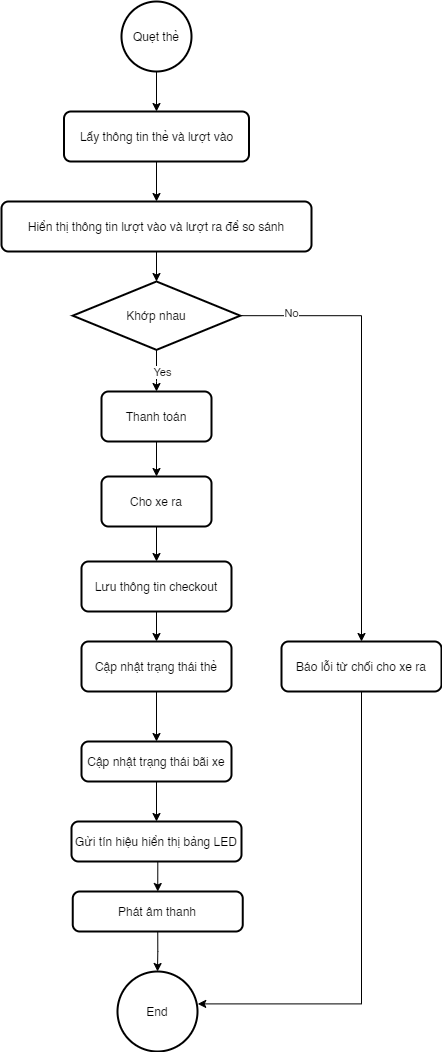 Quẹt thẻ
Lấy thông tin thẻ và lượt vào
Hiển thị thông tin lượt vào và lượt ra để so sánh
Khớp nhau
No
Yes
Thanh toán
Cho xe ra
Lưu thông tin checkout
Cập nhật trạng thái thẻ
Báo lỗi từ chối cho xe ra
Cập nhật trạng thái bãi xe
Gửi tín hiệu hiển thị bảng LED
Phát âm thanh
End